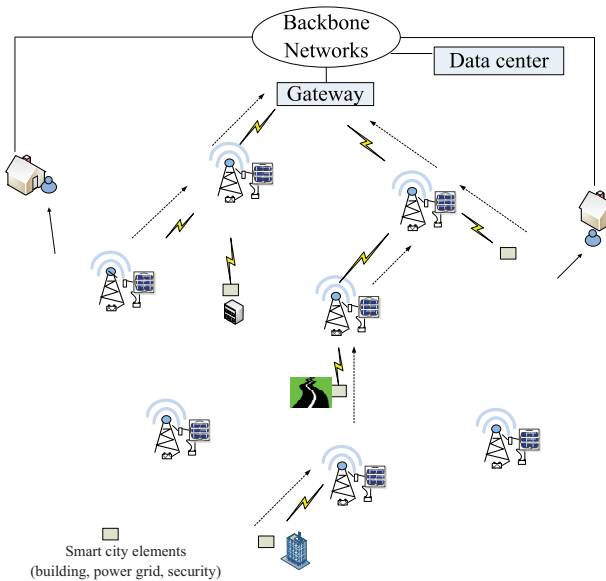 Backbone
Networks
Data center
Gateway
Smart city elements
(building, power grid, security)